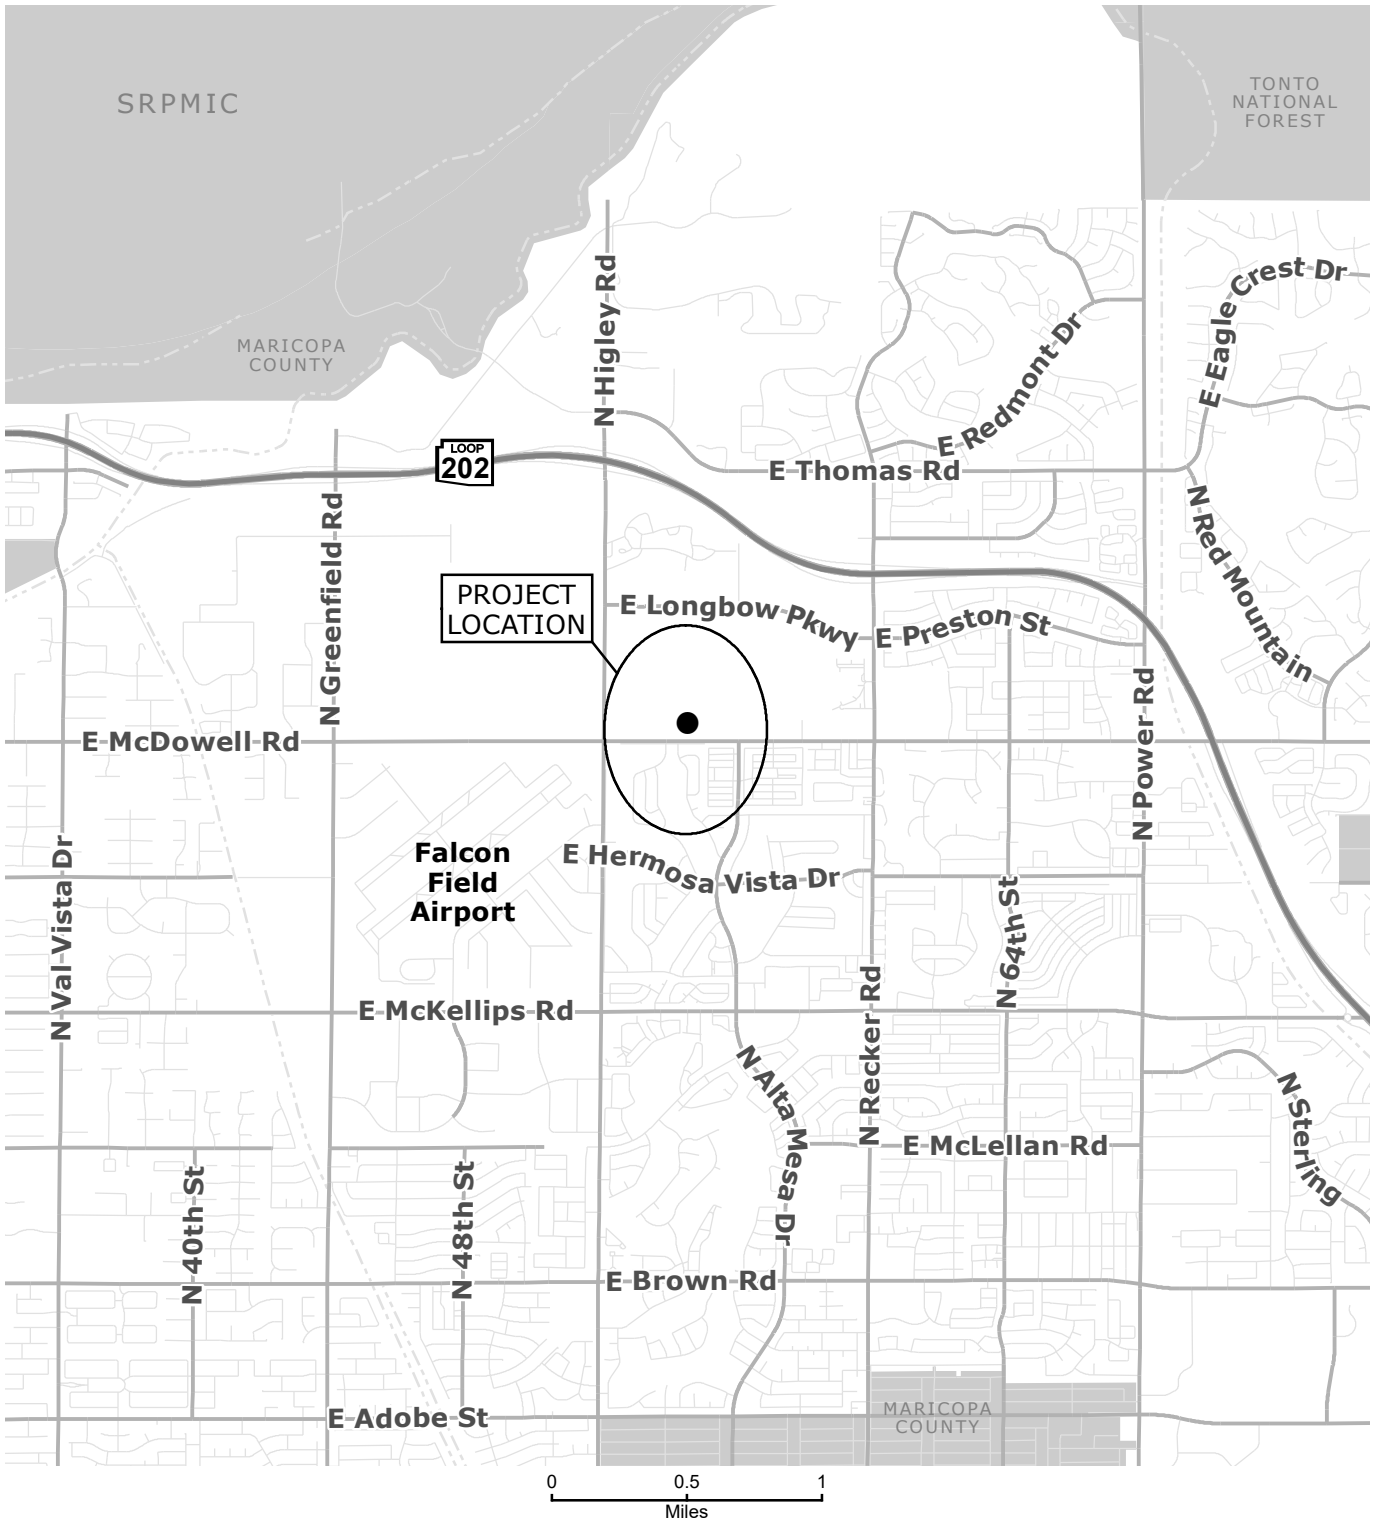 SRPMIC
TONTO
NATIONAL
FOREST
E Eagle Crest Dr
N Higley Rd
MARICOPA
COUNTY
E Redmont Dr
LOOP
202
E Thomas Rd
N Greenfield Rd
N Red Mountain
PROJECT
LOCATION
E Longbow Pkwy
E Preston St
N Power Rd
E McDowell Rd
N Val Vista Dr
Falcon
Field
Airport
E Hermosa Vista Dr
N 64th St
N Recker Rd
E McKellips Rd
N Alta Mesa Dr
N Sterling
E McLellan Rd
N 40th St
N 48th St
E Brown Rd
E Adobe St
MARICOPA
COUNTY
0 0.5 1
Miles